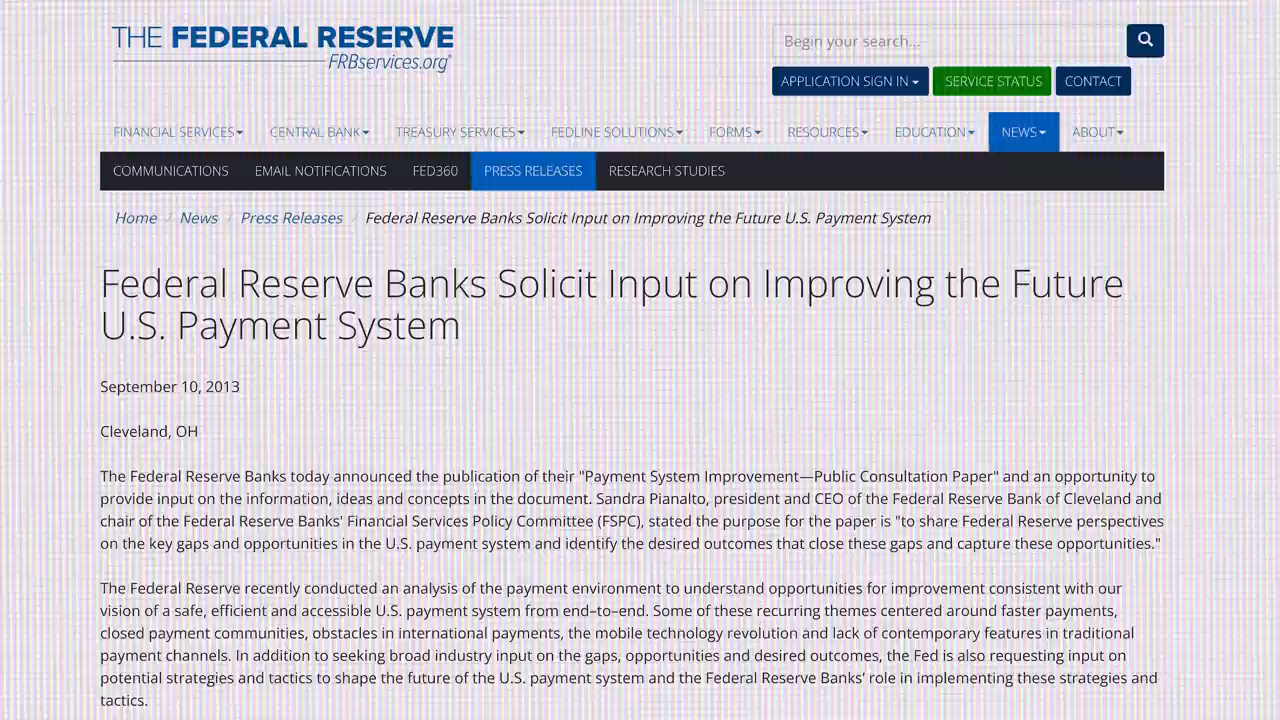 THE FEDERAL RESERVE
FRBservices.org®
Begin your search...
APPLICATION SIGN IN
SERVICE STATUS
CONTACT
FINANCIAL SERVICES CENTRAL BANK TREASURY SERVICES FEDLINE SOLUTIONS FORMS RESOURCES EDUCATION NEWS ABOUT
COMMUNICATIONS EMAIL NOTIFICATIONS FED360 PRESS RELEASES RESEARCH STUDIES
Home / News / Press Releases / Federal Reserve Banks Solicit Input on Improving the Future U.S. Payment System
Federal Reserve Banks Solicit Input on Improving the Future
U.S. Payment System
September 10, 2013
Cleveland, OH
The Federal Reserve Banks today announced the publication of their "Payment System Improvement—Public Consultation Paper" and an opportunity to
provide input on the information, ideas and concepts in the document. Sandra Pianalto, president and CEO of the Federal Reserve Bank of Cleveland and
chair of the Federal Reserve Banks' Financial Services Policy Committee (FSPC), stated the purpose for the paper is "to share Federal Reserve perspectives
on the key gaps and opportunities in the U.S. payment system and identify the desired outcomes that close these gaps and capture these opportunities."
The Federal Reserve recently conducted an analysis of the payment environment to understand opportunities for improvement consistent with our
vision of a safe, efficient and accessible U.S. payment system from end–to–end. Some of these recurring themes centered around faster payments,
closed payment communities, obstacles in international payments, the mobile technology revolution and lack of contemporary features in traditional
payment channels. In addition to seeking broad industry input on the gaps, opportunities and desired outcomes, the Fed is also requesting input on
potential strategies and tactics to shape the future of the U.S. payment system and the Federal Reserve Banks' role in implementing these strategies and
tactics.